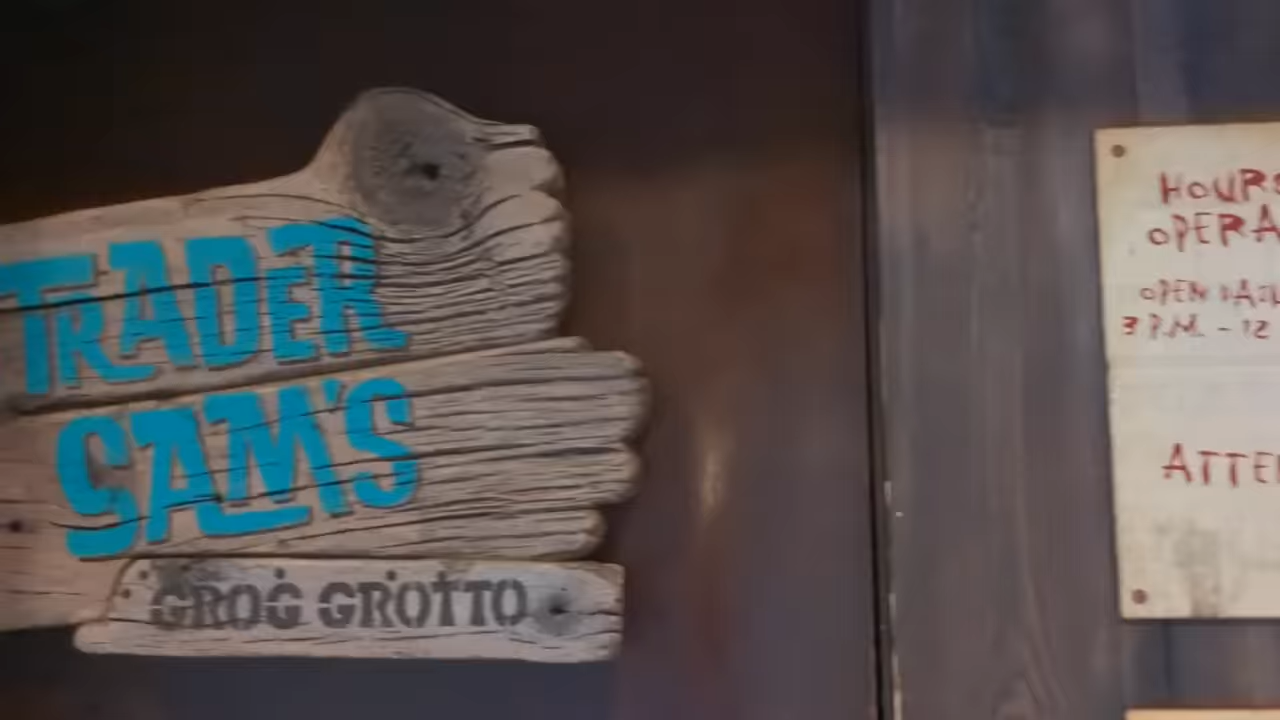 TRADER
SAM'S
GROG GROTTO
HOURS
OPERA
OPEN DAIL
3 P.M. - 12
ATTE